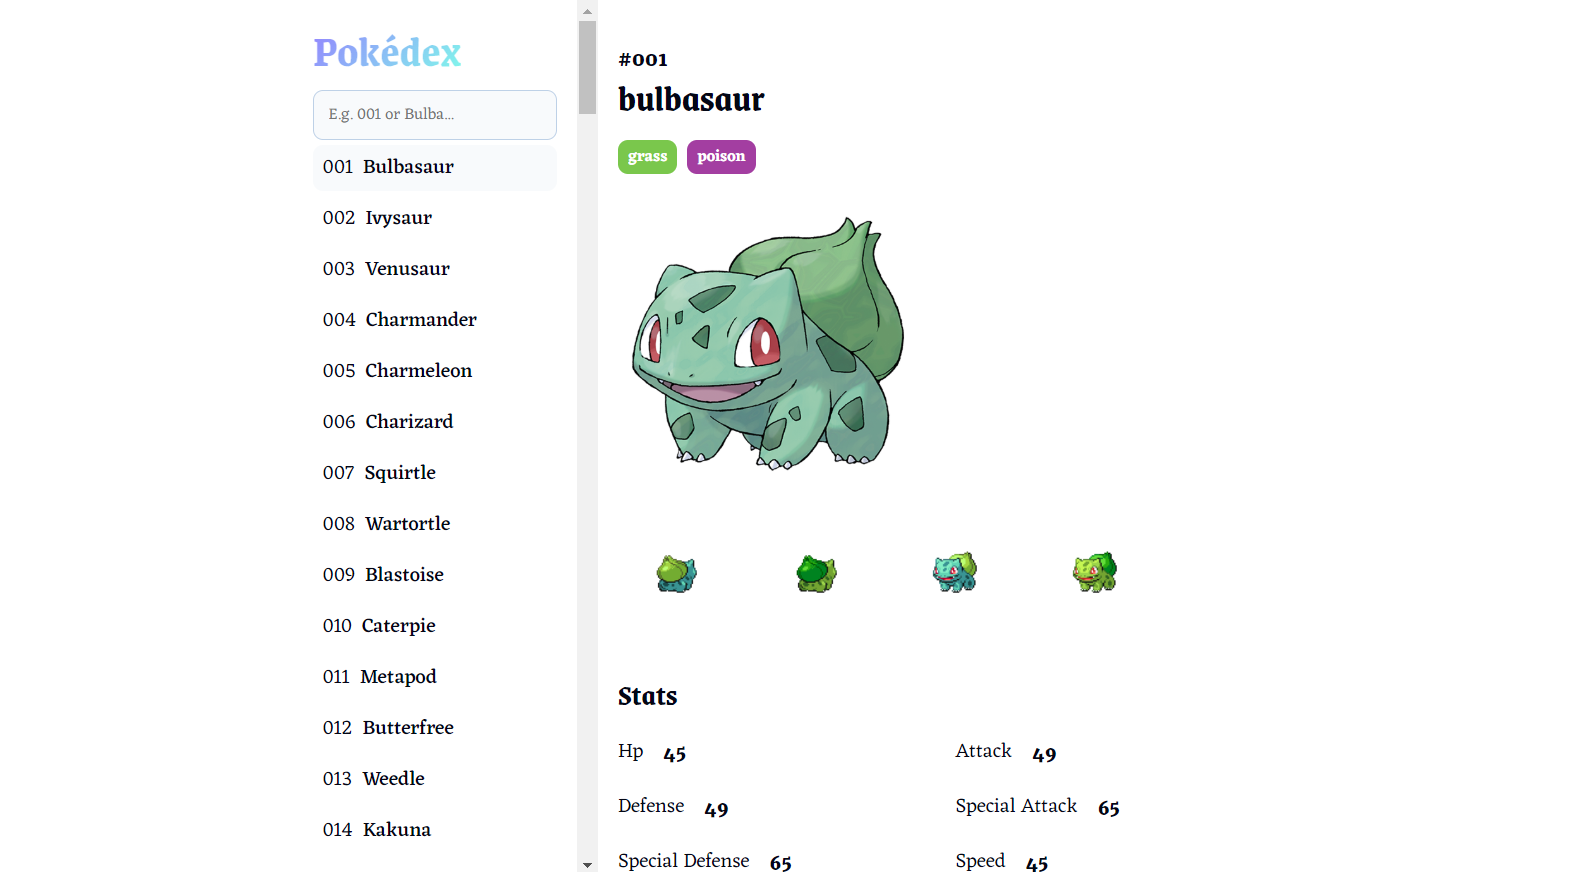 Pokédex
E.g. 001 or Bulba...
001 Bulbasaur
002 Ivysaur
003 Venusaur
004 Charmander
005 Charmeleon
006 Charizard
007 Squirtle
008 Wartortle
009 Blastoise
010 Caterpie
011 Metapod
012 Butterfree
013 Weedle
014 Kakuna
#001
bulbasaur
grass poison
Stats
Hp 45 Attack 49
Defense 49 Special Attack 65
Special Defense 65 Speed 45